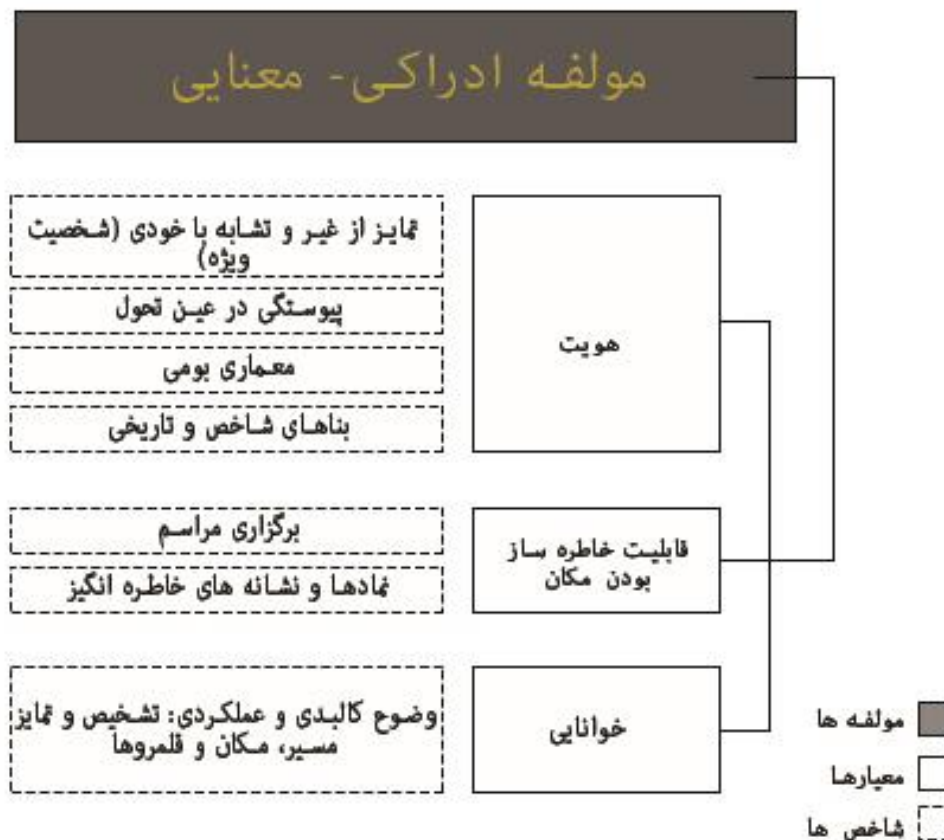 مولفه ادراکی- معنایی
هویت
تمایز از غیر و تشابه با خودی (شخصیت
ویژه)
پیوستگی در عین تحول
معماری بومی
بناهای شاخص و تاریخی
قابلیت خاطره ساز
بودن مکان
برگزاری مراسم
نمادها و نشانه های خاطره انگیز
خوانایی
وضوح کالبدی و عملکردی: تشخیص و تمایز
مسیر، مکان و قلمروها
مولفه ها
معیارها
شاخص ها